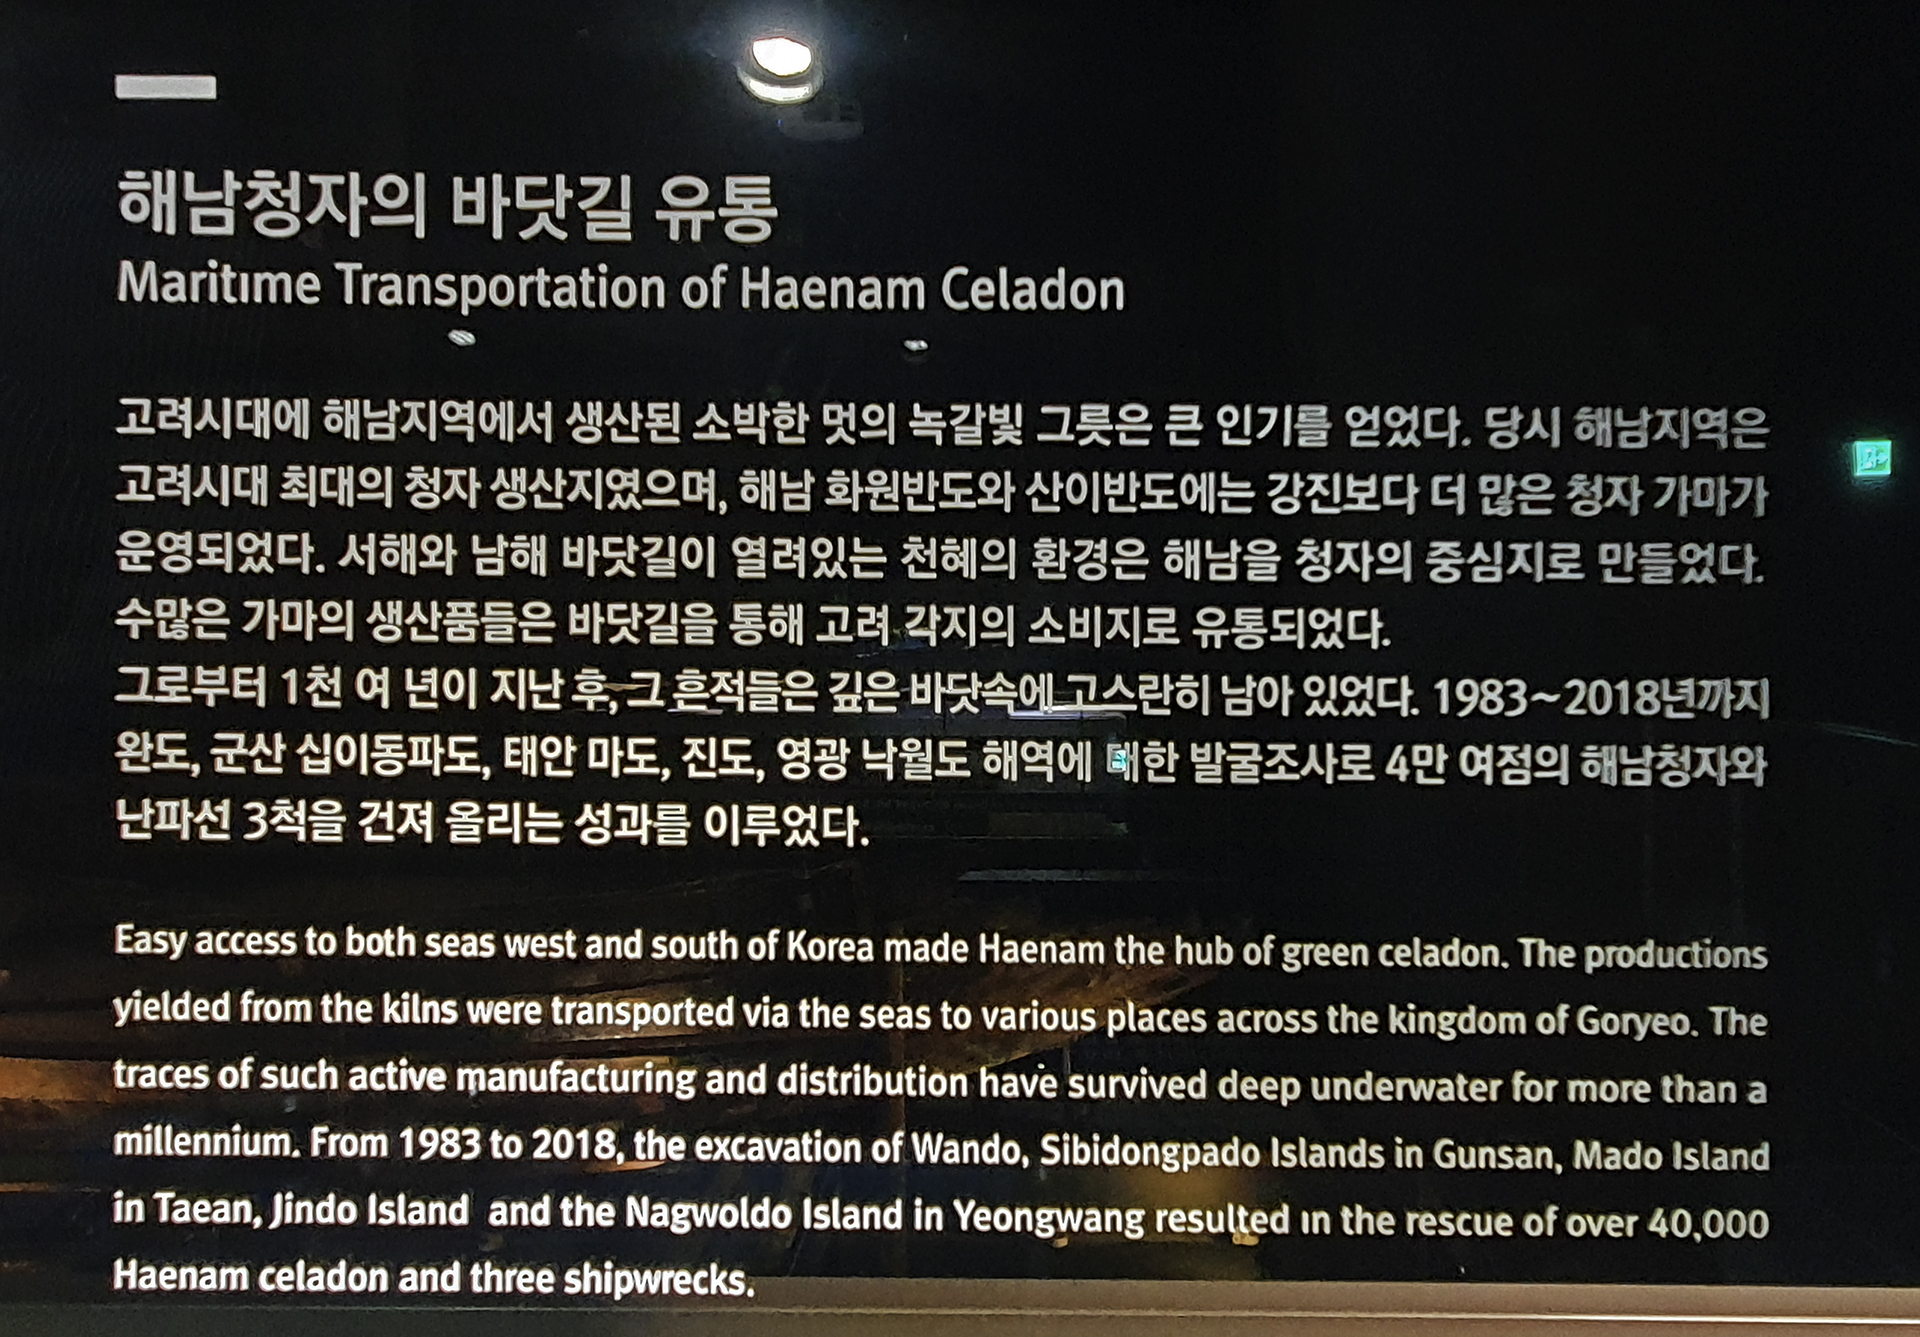 해남청자의 바닷길 유통
Maritime Transportation of Haenam Celadon
고려시대에 해남지역에서 생산된 소박한 멋의 녹갈빛 그릇은 큰 인기를 얻었다. 당시 해남지역은
고려시대 최대의 청자 생산지였으며, 해남 화원반도와 산이반도에는 강진보다 더 많은 청자 가마가
운영되었다. 서해와 남해 바닷길이 열려있는 천혜의 환경은 해남을 청자의 중심지로 만들었다.
수많은 가마의 생산품들은 바닷길을 통해 고려 각지의 소비지로 유통되었다.
그로부터 1천 여 년이 지난 후, 그 흔적들은 깊은 바닷속에 고스란히 남아 있었다. 1983~2018년까지
완도, 군산 십이동파도, 태안 마도, 진도, 영광 낙월도 해역에 대한 발굴조사로 4만 여점의 해남청자와
난파선 3척을 건져 올리는 성과를 이루었다.
Easy access to both seas west and south of Korea made Haenam the hub of green celadon. The productions
yielded from the kilns were transported via the seas to various places across the kingdom of Goryeo. The
traces of such active manufacturing and distribution have survived deep underwater for more than a
millennium. From 1983 to 2018, the excavation of Wando, Sibidongpado Islands in Gunsan, Mado Island
in Taean, Jindo Island and the Nagwoldo Island in Yeongwang resulted in the rescue of over 40,000
Haenam celadon and three shipwrecks.